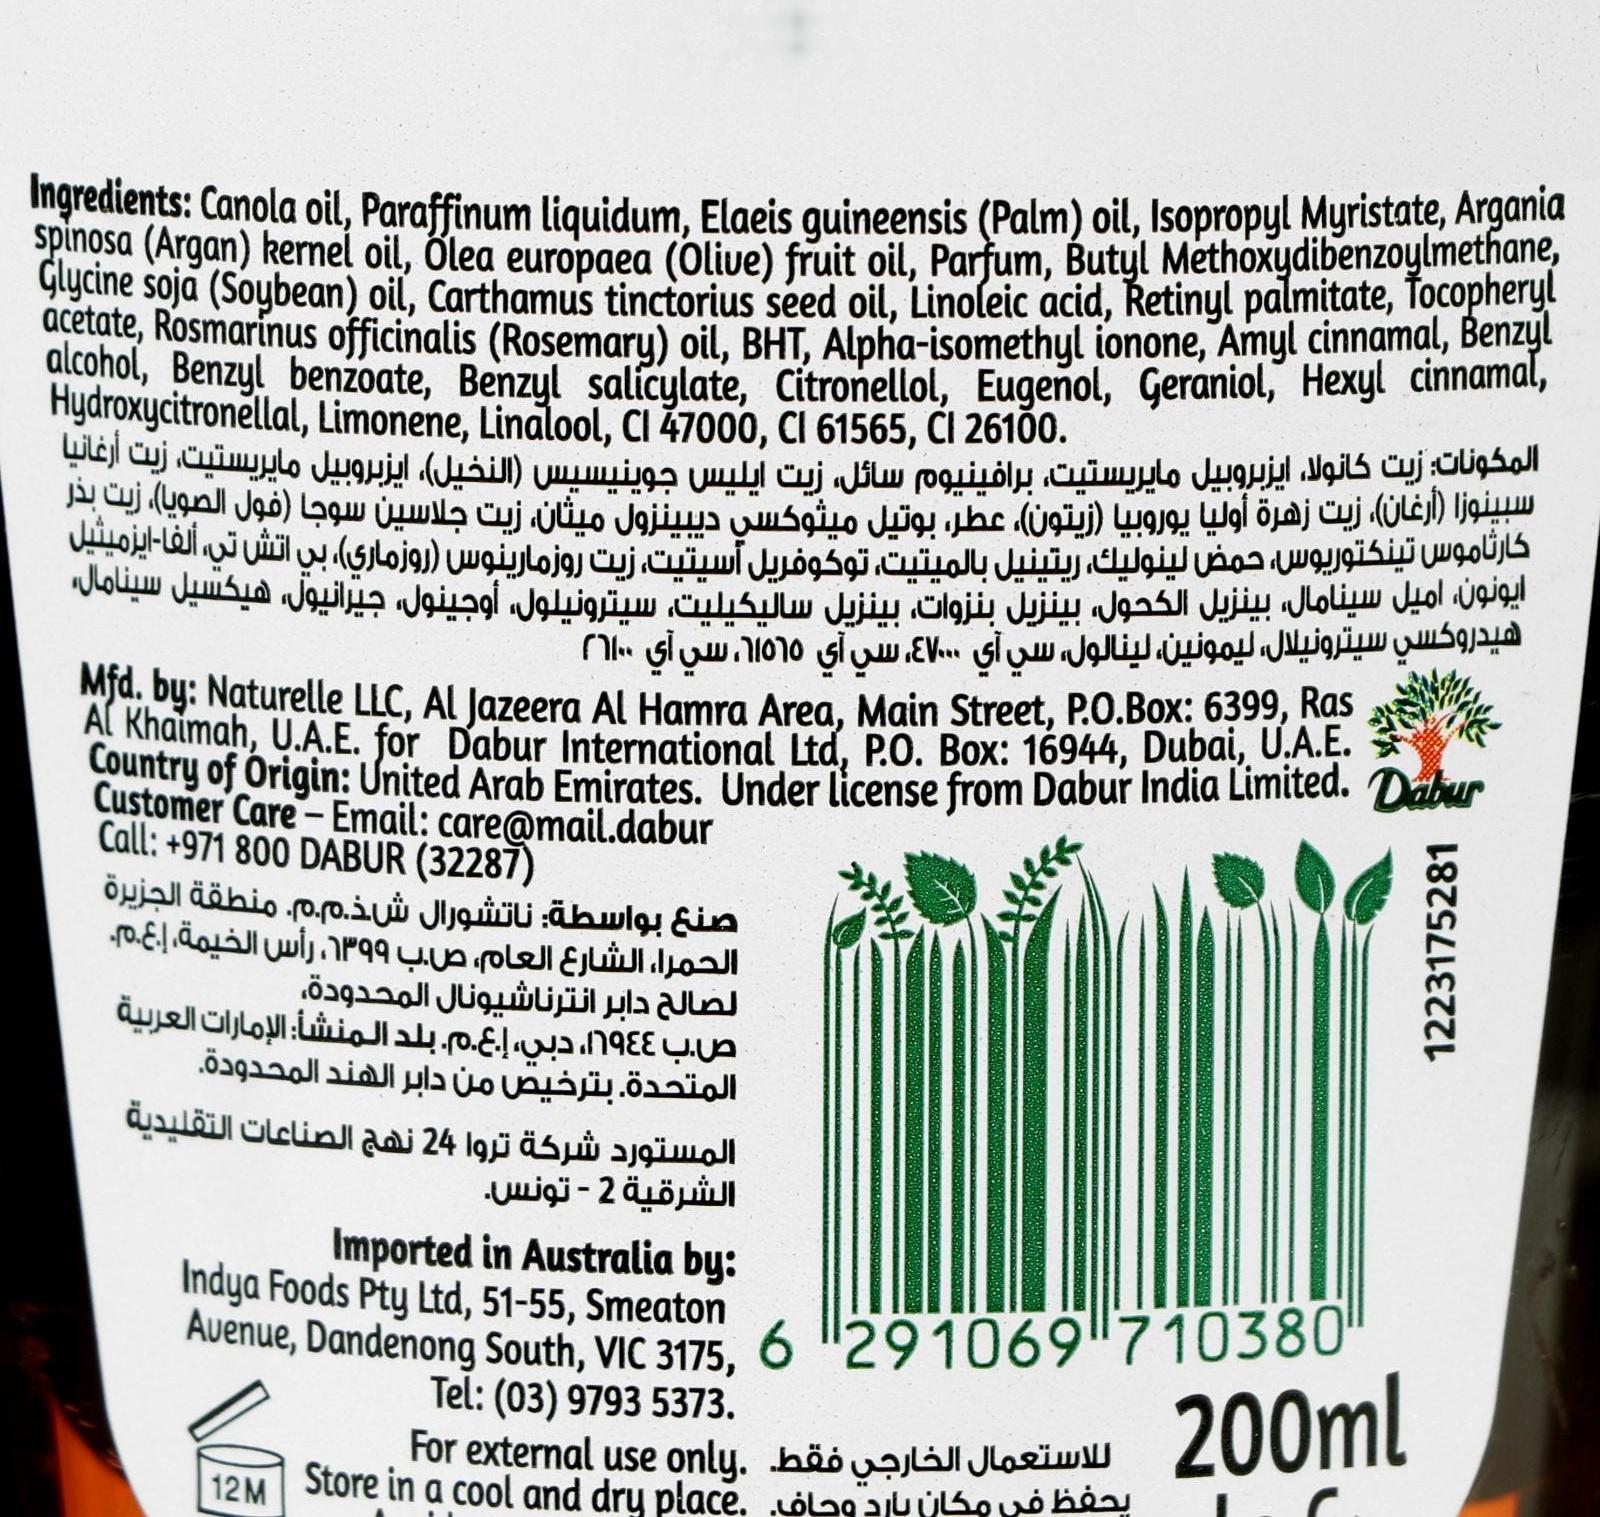 Ingredients: Canola oil, Paraffinum liquidum, Elaeis guineensis (Palm) oil, Isopropyl Myristate, Argania
spinosa (Argan) kernel oil, Olea europaea (Olive) fruit oil, Parfum, Butyl Methoxydibenzoylmethane,
Glycine soja (Soybean) oil, Carthamus tinctorius seed oil, Linoleic acid, Retinyl palmitate, Tocopheryl
acetate, Rosmarinus officinalis (Rosemary) oil, BHT, Alpha-isomethyl ionone, Amyl cinnamal, Benzyl
alcohol, Benzyl benzoate, Benzyl salicylate, Citronellol, Eugenol, Geraniol, Hexyl cinnamal,
Hydroxycitronellal, Limonene, Linalool, CI 47000, CI 61565, CI 26100.
المكونات: زيت كانولا، ايزبروبيل مايريستيت، برافينيوم سائل، زيت ايليس جوينيسيس (النخيل)، ايزبروبيل مايريستيت، زيت أرغانيا
سبينوزا (أرغان)، زيت زهرة أوليا يوروبيا (زيتون)، عطر، بوتيل ميثوكسي ديبينزول ميثان، زيت جلاسين سوجا (فول الصويا)، زيت بذر
كارثاموس تينكتوريوس، حمض لينوليك، ريتينيل بالميتيت، توكوفريل أسيتيت، زيت روزمارينوس (روزماري)، بي اتش تي، ألفا-ايزميثيل
ايونون، اميل سينامال، بينزيل الكحول، بينزيل بنزوات، بينزيل ساليكيليت، سيترونيلول، أوجينول، جيرانيول، هيكسيل سينامال،
هيدروكسي سيترونيلال، ليمونين، لينالول، سي آي ٤٧٠٠٠، سي آي ٦١٥٦٥، سي آي ٢٦١٠٠
Mfd. by: Naturelle LLC, Al Jazeera Al Hamra Area, Main Street, P.O.Box: 6399, Ras
Al Khaimah, U.A.E. for Dabur International Ltd, P.O. Box: 16944, Dubai, U.A.E.
Country of Origin: United Arab Emirates. Under license from Dabur India Limited.
Dabur
Customer Care – Email: care@mail.dabur
Call: +971 800 DABUR (32287)
صنع بواسطة: ناتشورال ش.ذ.م.م. منطقة الجزيرة
الحمرا، الشارع العام، ص.ب ٦٣٩٩، رأس الخيمة، إ.ع.م.
لصالح دابر انترناشيونال المحدودة،
ص.ب ١٦٩٤٤، دبي، إ.ع.م. بلد المنشأ: الإمارات العربية
المتحدة. بترخيص من دابر الهند المحدودة.
المستورد شركة تروا 24 نهج الصناعات التقليدية
الشرقية 2 - تونس.
Imported in Australia by:
Indya Foods Pty Ltd, 51-55, Smeaton
Avenue, Dandenong South, VIC 3175,
Tel: (03) 9793 5373.
1223175281
6 291069 710380
200ml
For external use only. للاستعمال الخارجي فقط.
12M
Store in a cool and dry place. يحفظ في مكان بارد وجاف.